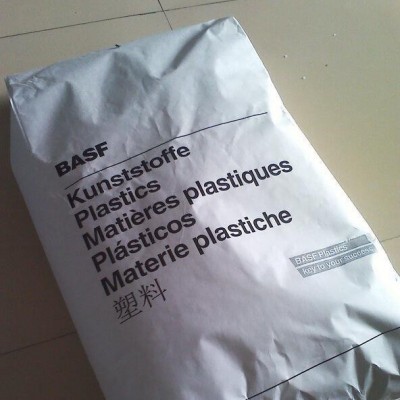 BASF
Kunststoffe
Plastics
Matières plastiques
Plásticos
Materie plastiche
塑料
BASF Plastics
key to your success